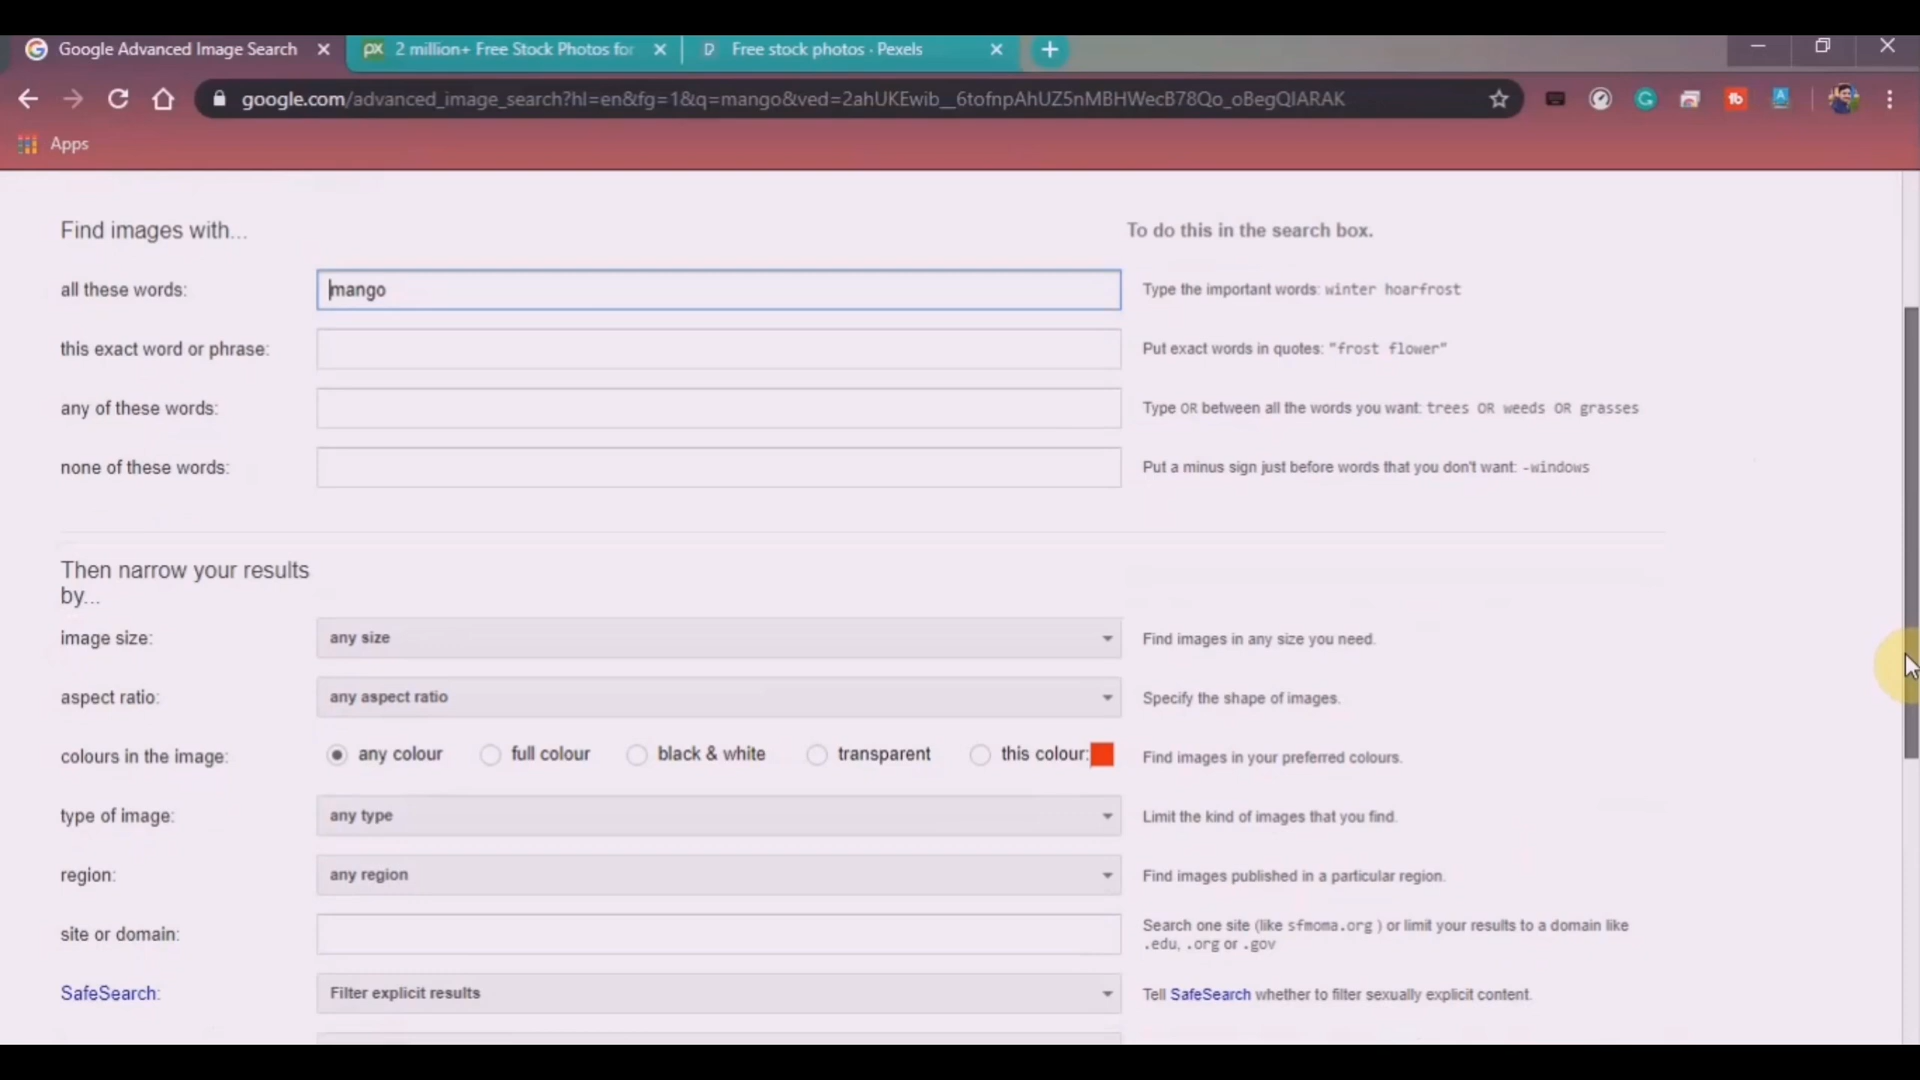 Google Advanced Image Search
2 million+ Free Stock Photos for
Free stock photos · Pexels
google.com/advanced_image_search?hl=en&fg=1&q=mango&ved=2ahUKEwib__6tofnpAhUZ5nMBHWecB78Qo_oBegQIARAK
Apps
Find images with...
To do this in the search box.
all these words:
mango
Type the important words: winter hoarfrost
this exact word or phrase:
Put exact words in quotes: "frost flower"
any of these words:
Type OR between all the words you want: trees OR weeds OR grasses
none of these words:
Put a minus sign just before words that you don't want: -windows
Then narrow your results
by...
image size:
any size
Find images in any size you need.
aspect ratio:
any aspect ratio
Specify the shape of images.
colours in the image:
any colour
full colour
black & white
transparent
this colour:
Find images in your preferred colours.
type of image:
any type
Limit the kind of images that you find.
region:
any region
Find images published in a particular region.
site or domain:
Search one site (like sfmoma.org ) or limit your results to a domain like
.edu, .org or .gov
SafeSearch:
Filter explicit results
Tell SafeSearch whether to filter sexually explicit content.